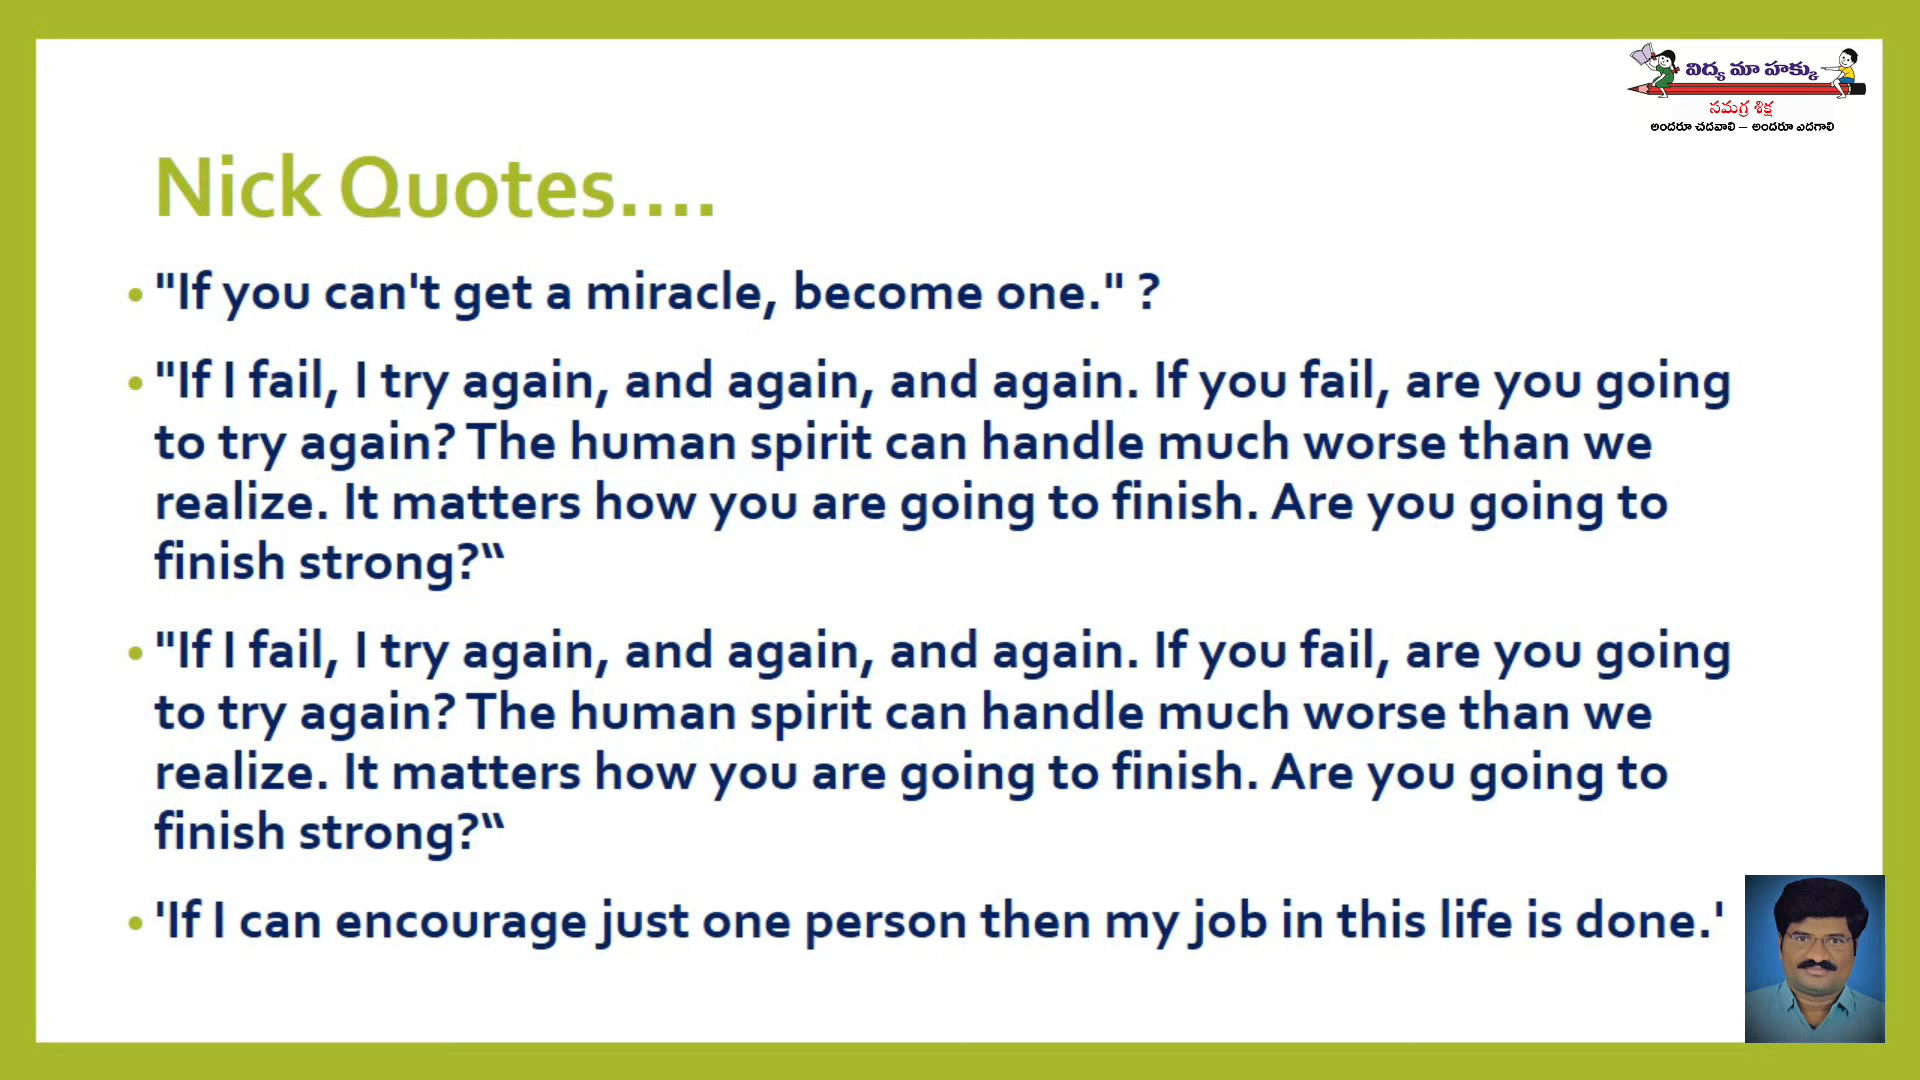 విద్య మా హక్కు
సమగ్ర శిక్ష
అందరూ చదవాలి – అందరూ ఎదగాలి
Nick Quotes....
• "If you can't get a miracle, become one." ?
• "If I fail, I try again, and again, and again. If you fail, are you going
to try again? The human spirit can handle much worse than we
realize. It matters how you are going to finish. Are you going to
finish strong?“
• "If I fail, I try again, and again, and again. If you fail, are you going
to try again? The human spirit can handle much worse than we
realize. It matters how you are going to finish. Are you going to
finish strong?“
• 'If I can encourage just one person then my job in this life is done.'